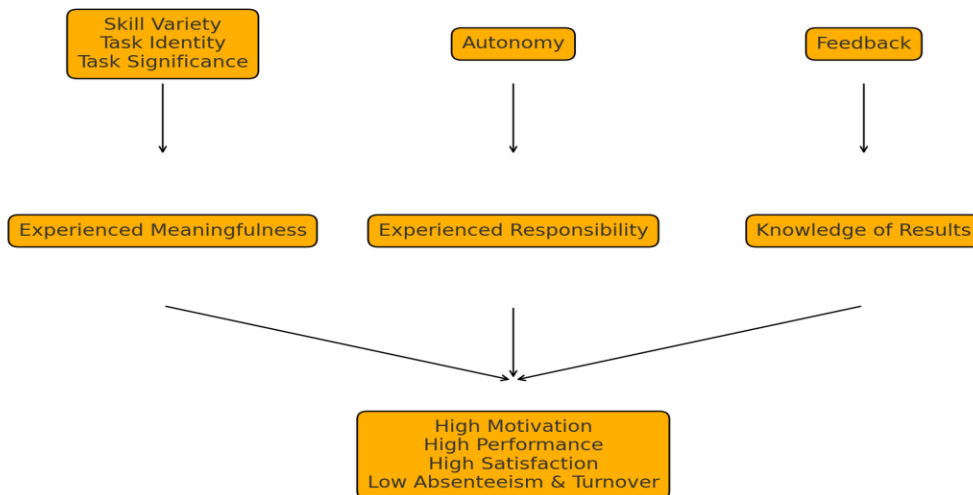 Skill Variety
Task Identity
Task Significance
Autonomy
Feedback
Experienced Meaningfulness
Experienced Responsibility
Knowledge of Results
High Motivation
High Performance
High Satisfaction
Low Absenteeism & Turnover